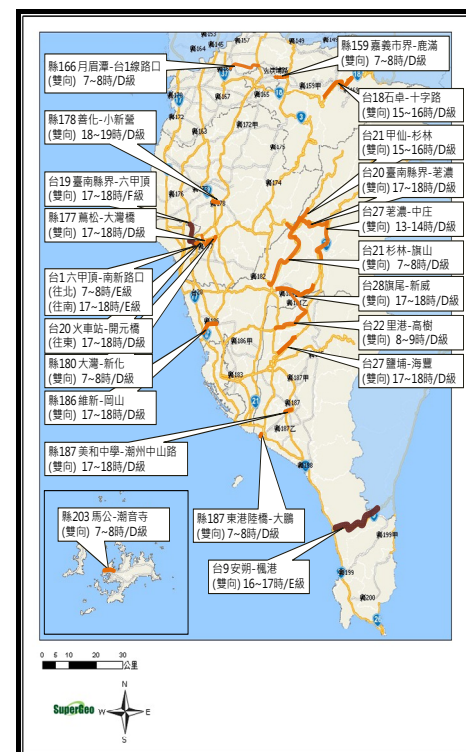 縣166月眉潭-台1線路口
(雙向) 7~8時/D級
縣159嘉義市界-鹿滿
(雙向) 7~8時/D級
縣178善化-小新營
(雙向) 18~19時/D級
台18石卓-十字路
(雙向) 15~16時/D級
台21甲仙-杉林
(雙向) 15~16時/D級
台19臺南縣界-六甲頂
(雙向) 17~18時/F級
台20臺南縣界-荖濃
(雙向) 17~18時/D級
縣177蔦松-大灣橋
(雙向) 17~18時/D級
台27荖濃-中庄
(雙向) 13-14時/D級
台21杉林-旗山
(雙向) 7~8時/D級
台1六甲頂-南新路口
(往北) 7~8時/E級
(往南) 17~18時/E級
台28旗尾-新威
(雙向) 17~18時/D級
台20火車站-開元橋
(往東) 17~18時/D級
台22里港-高樹
(雙向) 8~9時/D級
縣180大灣-新化
(雙向) 7~8時/D級
台27鹽埔-海豐
(雙向) 17~18時/D級
縣186維新-岡山
(雙向) 17~18時/D級
縣187美和中學-潮州中山路
(雙向) 17~18時/D級
縣203馬公-潮音寺
(雙向) 7~8時/D級
縣187東港陸橋-大鵬
(雙向) 7~8時/D級
台9安朔-楓港
(雙向) 16~17時/E級
0 5 10 20 30
公里
SuperGeo
N
W E
S